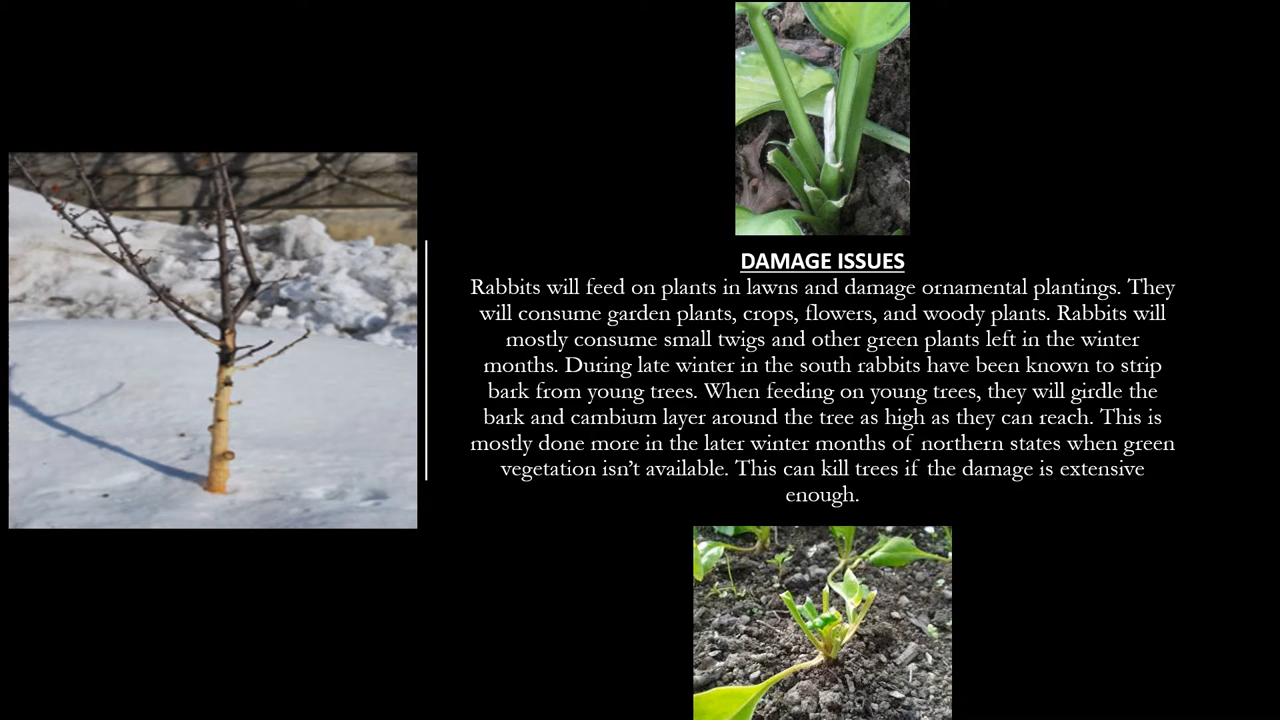 DAMAGE ISSUES
Rabbits will feed on plants in lawns and damage ornamental plantings. They
will consume garden plants, crops, flowers, and woody plants. Rabbits will
mostly consume small twigs and other green plants left in the winter
months. During late winter in the south rabbits have been known to strip
bark from young trees. When feeding on young trees, they will girdle the
bark and cambium layer around the tree as high as they can reach. This is
mostly done more in the later winter months of northern states when green
vegetation isn’t available. This can kill trees if the damage is extensive
enough.